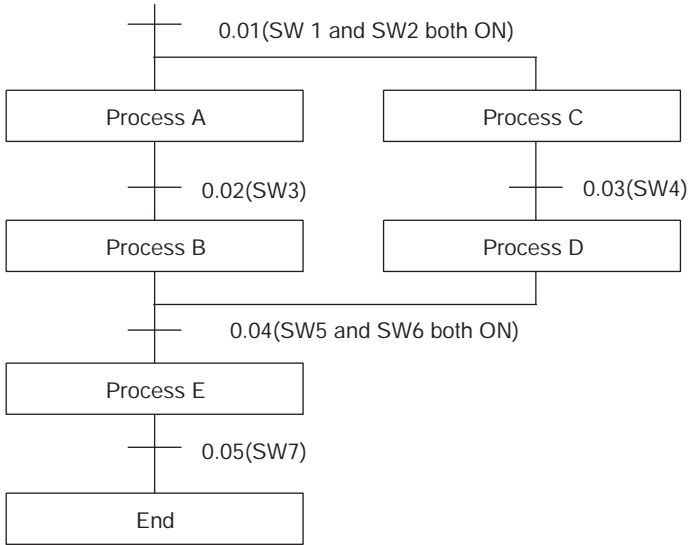 0.01(SW 1 and SW2 both ON)
Process A
Process C
0.02(SW3)
0.03(SW4)
Process B
Process D
0.04(SW5 and SW6 both ON)
Process E
0.05(SW7)
End